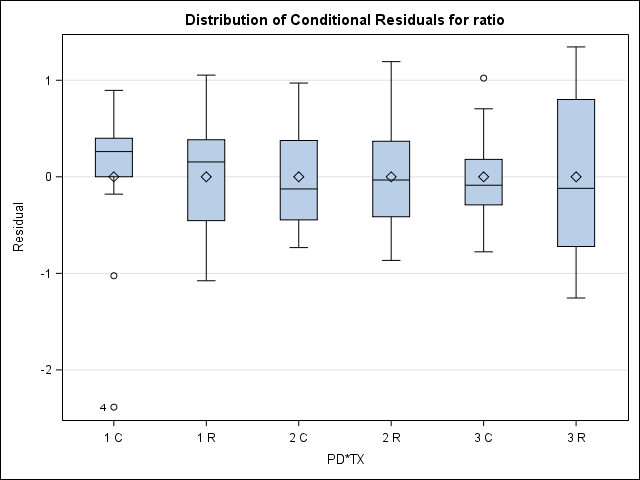 Distribution of Conditional Residuals for ratio
1
0
-1
-2
Residual
4
1 C
1 R
2 C
2 R
3 C
3 R
PD*TX